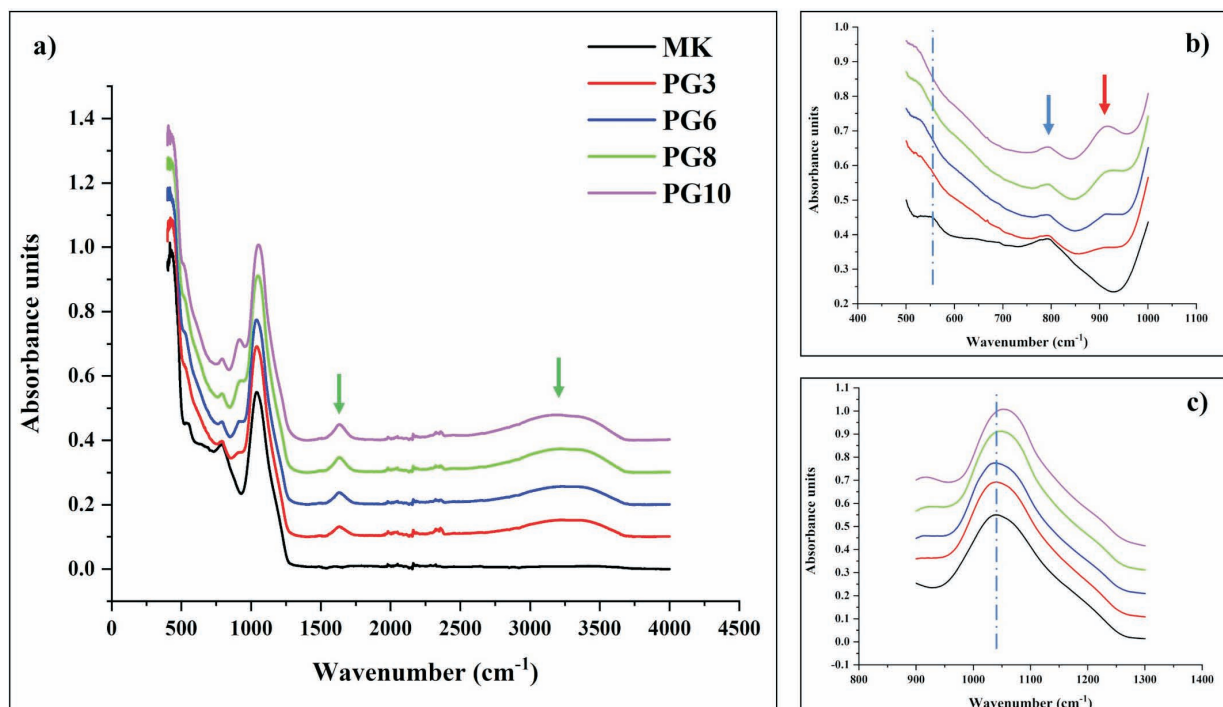 a)
MK
PG3
PG6
PG8
PG10
1.4
1.2
1.0
0.8
0.6
0.4
0.2
0.0
Absorbance units
0 500 1000 1500 2000 2500 3000 3500 4000 4500
Wavenumber (cm-1)
b)
1.0
0.9
0.8
0.7
0.6
0.5
0.4
0.3
0.2
Absorbance units
400 500 600 700 800 900 1000 1100
Wavenumber (cm-1)
c)
1.1
1.0
0.9
0.8
0.7
0.6
0.5
0.4
0.3
0.2
0.1
0.0
-0.1
Absorbance units
800 900 1000 1100 1200 1300 1400
Wavenumber (cm-1)